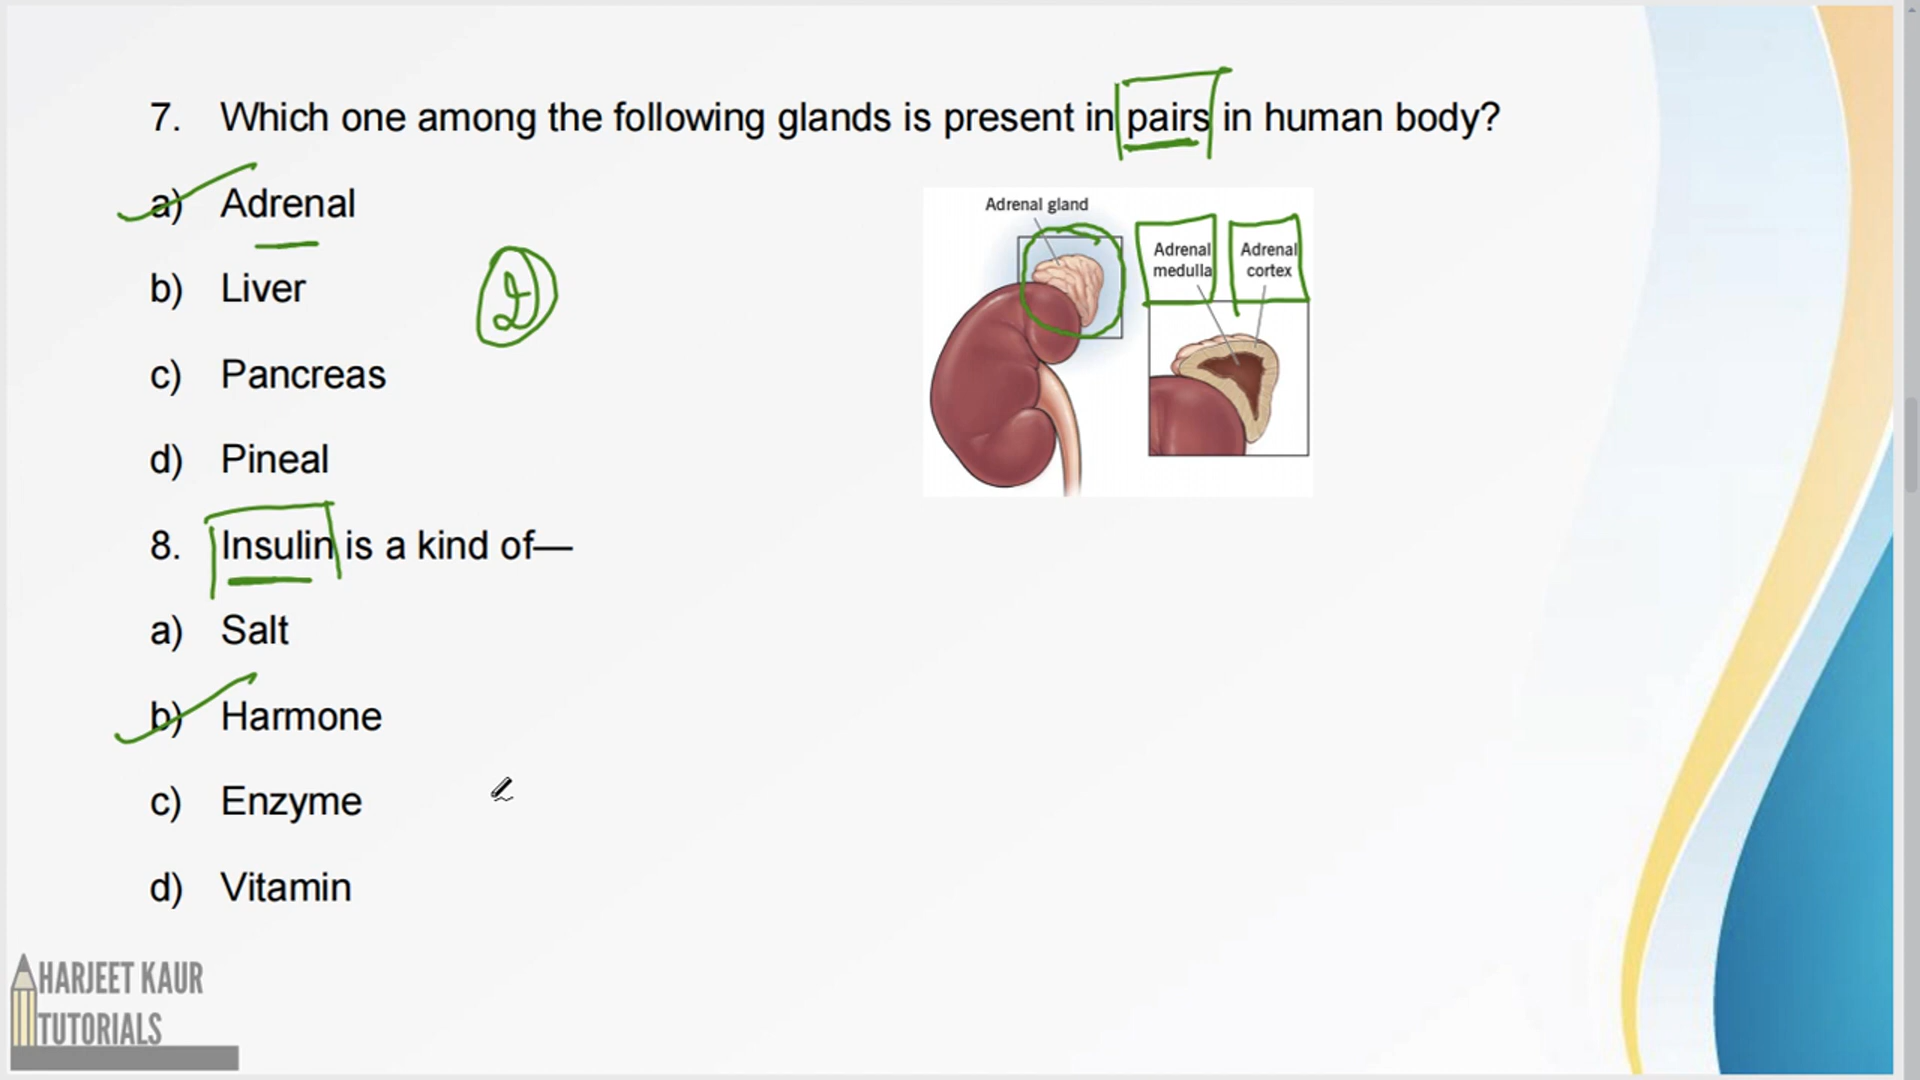 7. Which one among the following glands is present in pairs in human body?
a) Adrenal
b) Liver
c) Pancreas
d) Pineal
2
Adrenal gland
Adrenal medulla
Adrenal cortex
8. Insulin is a kind of—
a) Salt
b) Harmone
c) Enzyme
d) Vitamin
HARJEET KAUR
TUTORIALS